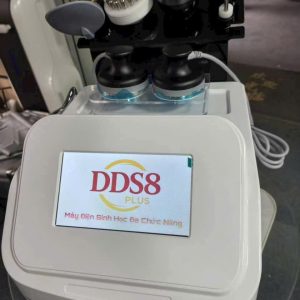 DDS8
PLUS
Máy Điện Sinh Học Đa Chức Năng